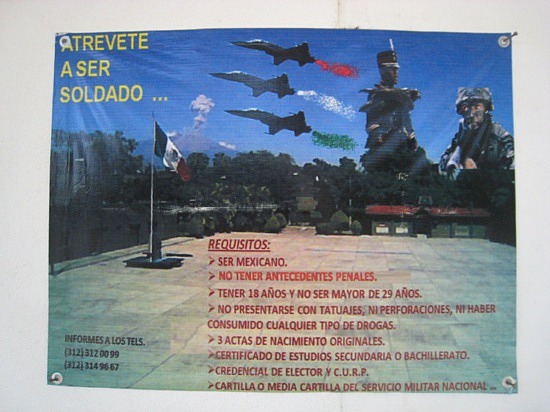 ATREVETE
A SER
SOLDADO ...
REQUISITOS:
➤ SER MEXICANO.
➤ NO TENER ANTECEDENTES PENALES.
➤ TENER 18 AÑOS Y NO SER MAYOR DE 29 AÑOS.
➤ NO PRESENTARSE CON TATUAJES, NI PERFORACIONES, NI HABER
CONSUMIDO CUALQUIER TIPO DE DROGAS.
➤ 3 ACTAS DE NACIMIENTO ORIGINALES.
➤ CERTIFICADO DE ESTUDIOS SECUNDARIA O BACHILLERATO.
➤ CREDENCIAL DE ELECTOR Y C.U.R.P.
➤ CARTILLA O MEDIA CARTILLA DEL SERVICIO MILITAR NACIONAL ...
INFORMES A LOS TELS.
(312) 312 00 99
(312) 314 96 67